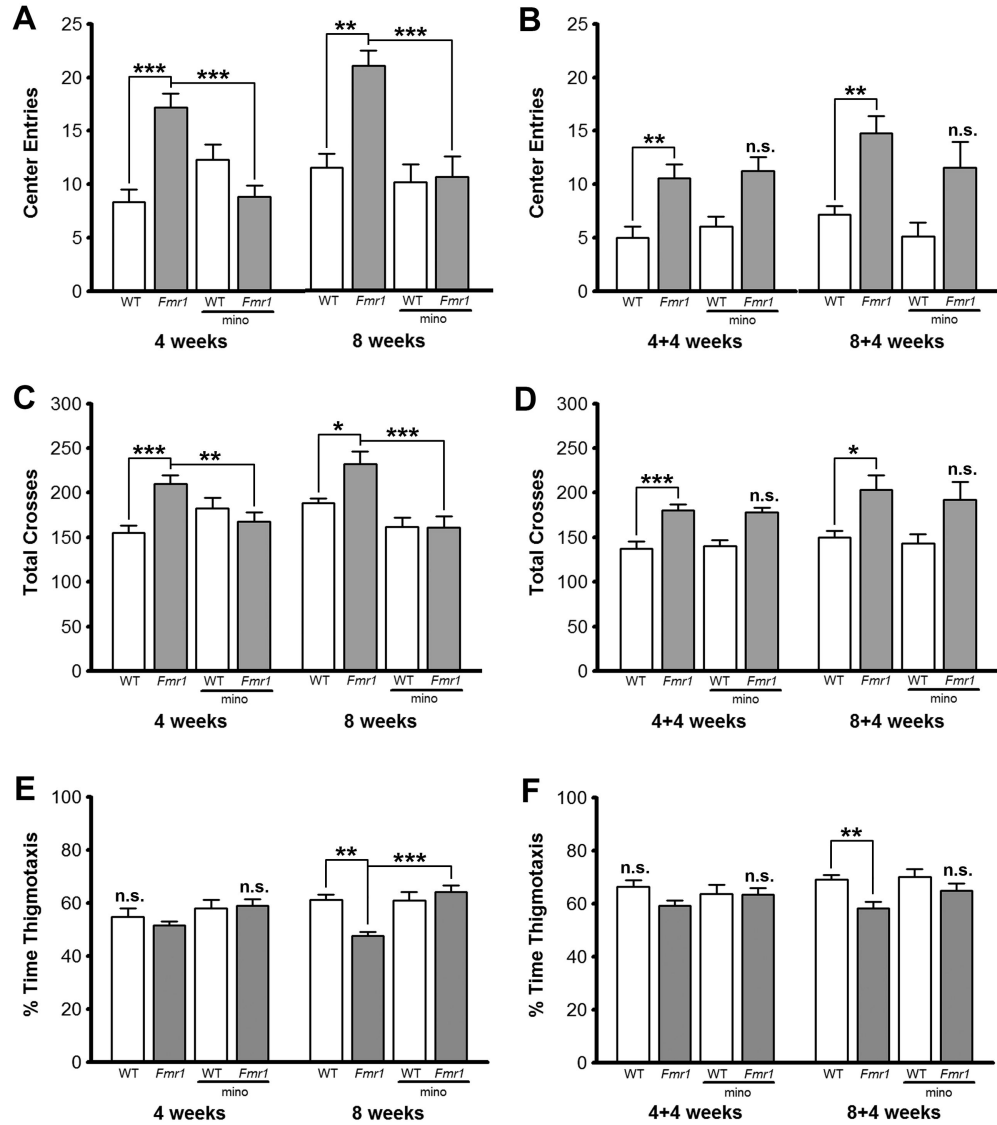 A
Center Entries
25
20
15
10
5
0
*** ***
** ***
WT Fmr1 WT Fmr1 WT Fmr1 WT Fmr1
mino mino
4 weeks 8 weeks
B
Center Entries
25
20
15
10
5
0
** n.s.
** n.s.
WT Fmr1 WT Fmr1 WT Fmr1 WT Fmr1
mino mino
4+4 weeks 8+4 weeks
C
Total Crosses
300
250
200
150
100
50
0
*** **
* ***
WT Fmr1 WT Fmr1 WT Fmr1 WT Fmr1
mino mino
4 weeks 8 weeks
D
Total Crosses
300
250
200
150
100
50
0
*** n.s.
* n.s.
WT Fmr1 WT Fmr1 WT Fmr1 WT Fmr1
mino mino
4+4 weeks 8+4 weeks
E
% Time Thigmotaxis
100
80
60
40
20
0
n.s. n.s.
** ***
WT Fmr1 WT Fmr1 WT Fmr1 WT Fmr1
mino mino
4 weeks 8 weeks
F
% Time Thigmotaxis
100
80
60
40
20
0
n.s. n.s.
** n.s.
WT Fmr1 WT Fmr1 WT Fmr1 WT Fmr1
mino mino
4+4 weeks 8+4 weeks